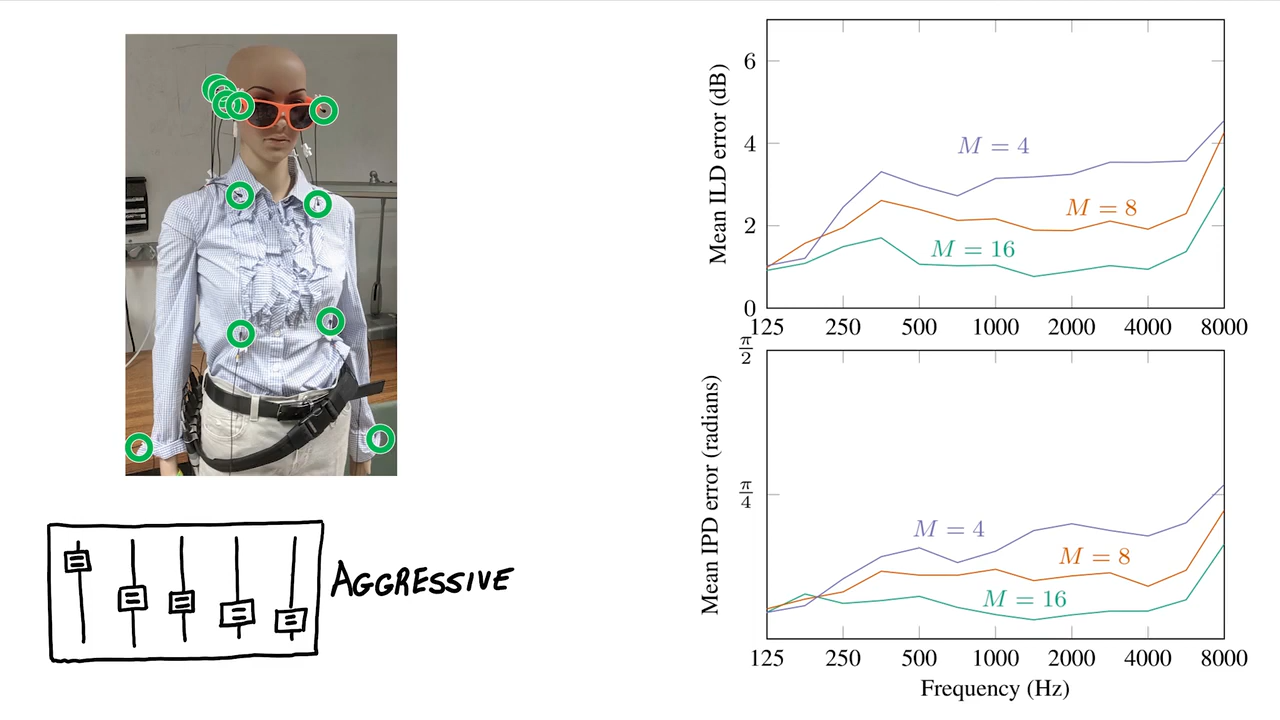 AGGRESSIVE
Mean ILD error (dB)
6
4
2
0
M = 4
M = 8
M = 16
125 250 500 1000 2000 4000 8000
Mean IPD error (radians)
π/2
π/4
M = 4
M = 8
M = 16
125 250 500 1000 2000 4000 8000
Frequency (Hz)